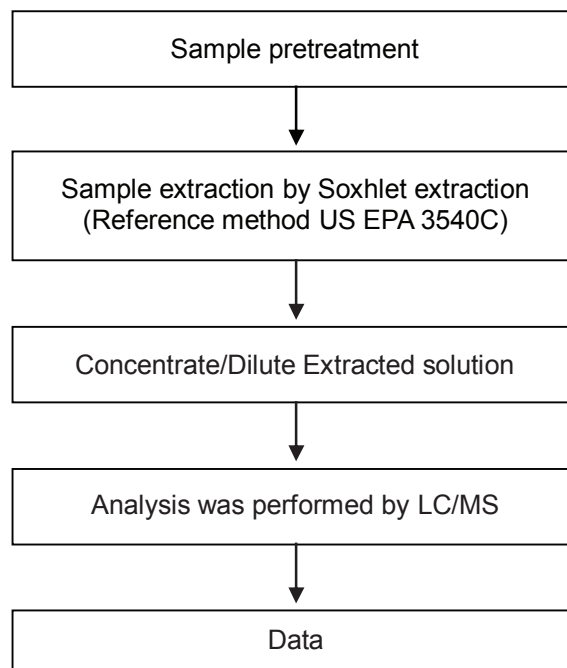 Sample pretreatment
Sample extraction by Soxhlet extraction
(Reference method US EPA 3540C)
Concentrate/Dilute Extracted solution
Analysis was performed by LC/MS
Data